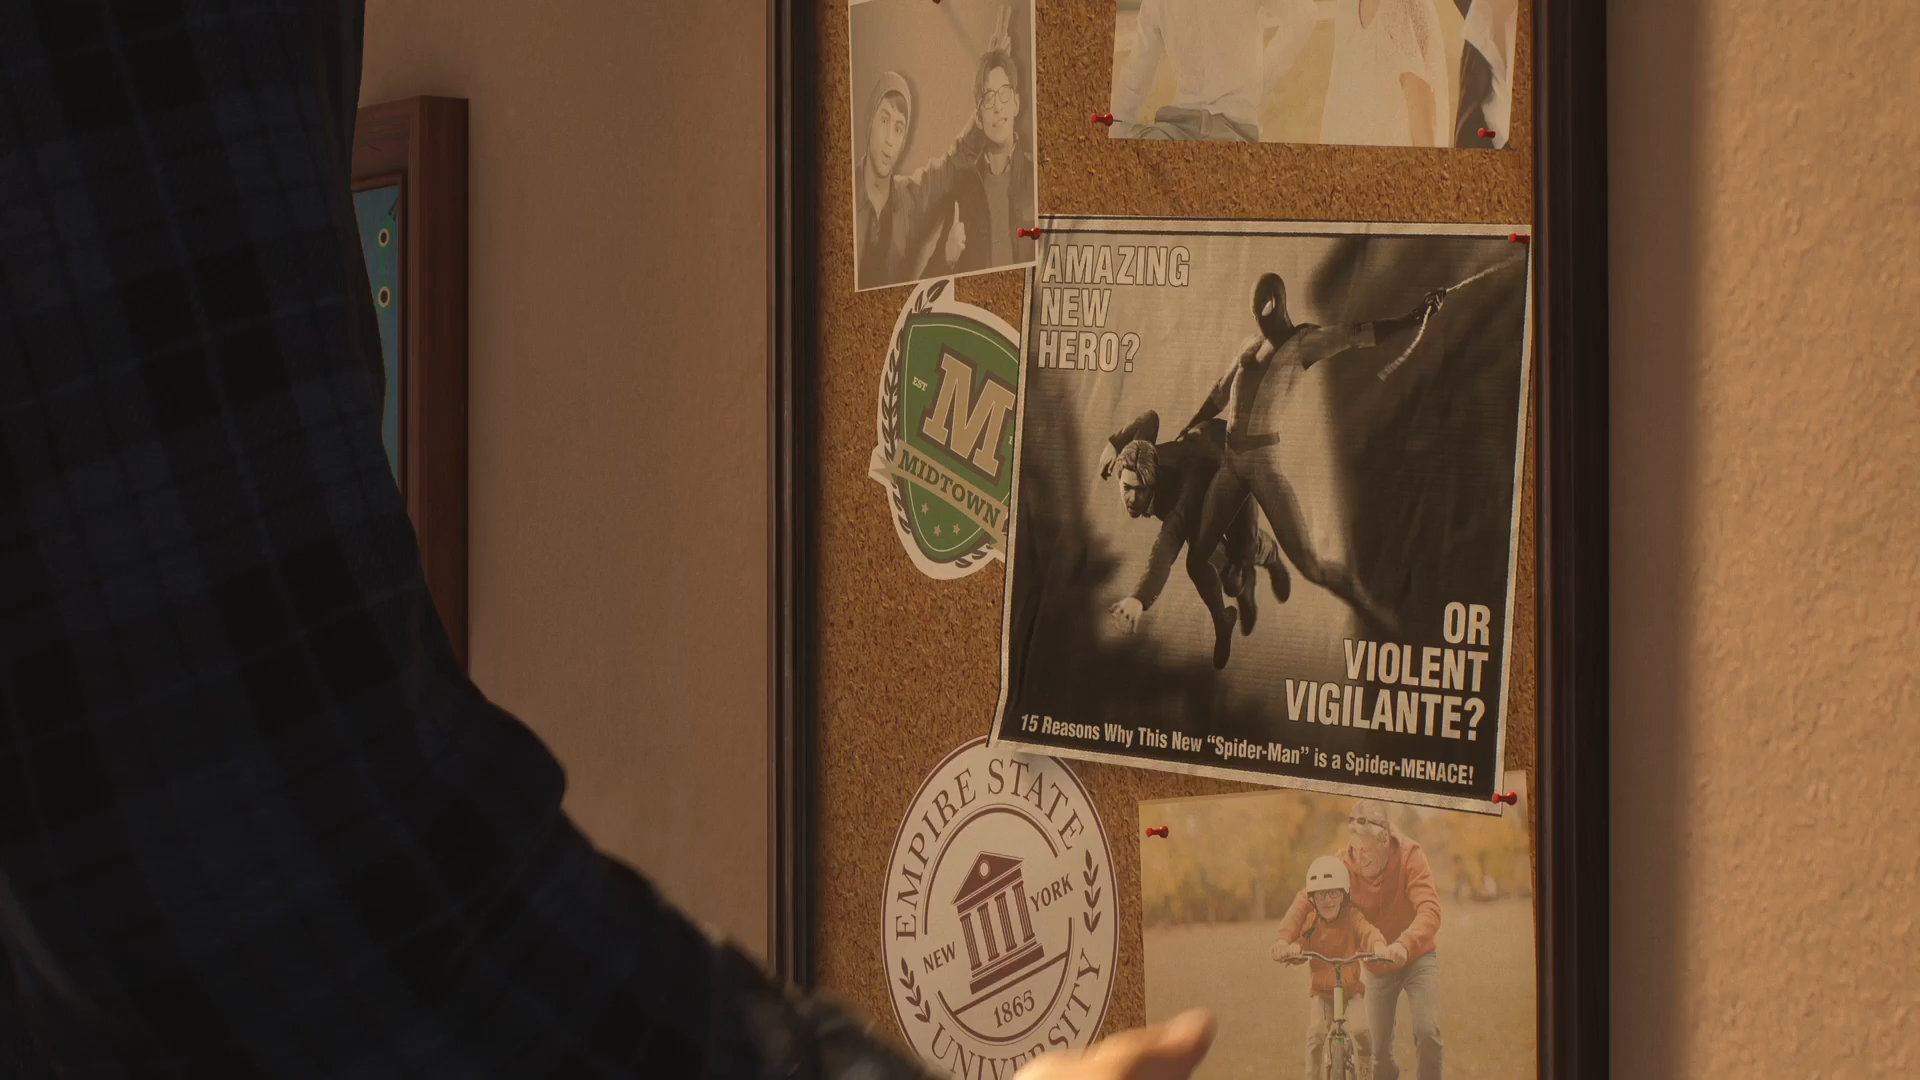 AMAZING
NEW
HERO?
EST
M
MIDTOWN
OR
VIOLENT
VIGILANTE?
15 Reasons Why This New “Spider-Man” is a Spider-MENACE!
EMPIRE STATE
NEW YORK
1865
UNIVERSITY